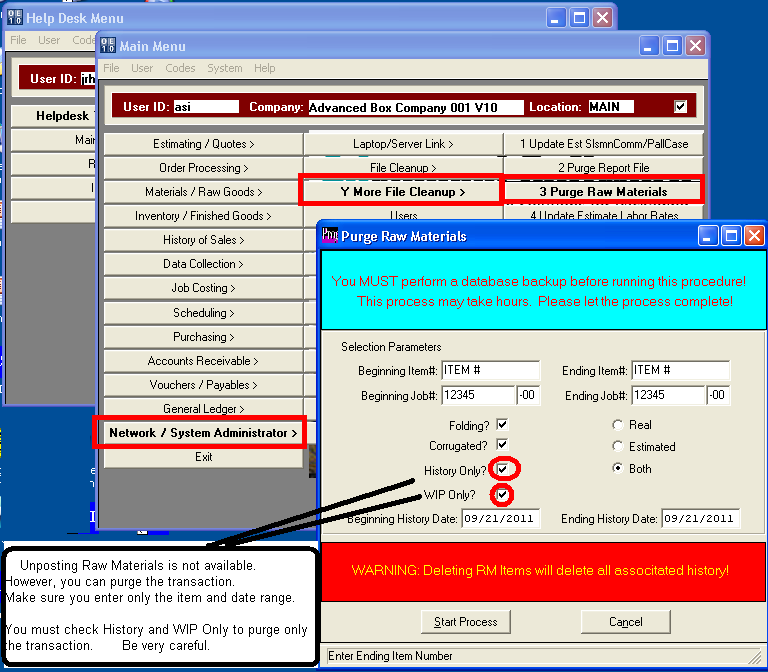 Help Desk Menu
File User Code
User ID: jrh
Helpdesk
Main Menu
File User Codes System Help
User ID: asi Company: Advanced Box Company 001 V10 Location: MAIN
Estimating / Quotes > Laptop/Server Link > 1 Update Est SlsmnComm/PallCase
Order Processing > File Cleanup > 2 Purge Report File
Materials / Raw Goods > Y More File Cleanup > 3 Purge Raw Materials
Inventory / Finished Goods > Users 4 Update Estimate Labor Rates
History of Sales >
Data Collection >
Job Costing >
Scheduling >
Purchasing >
Accounts Receivable >
Vouchers / Payables >
General Ledger >
Network / System Administrator >
Exit
Purge Raw Materials
You MUST perform a database backup before running this procedure!
This process may take hours. Please let the process complete!
Selection Parameters
Beginning Item#: ITEM # Ending Item#: ITEM #
Beginning Job#: 12345 -00 Ending Job#: 12345 -00
Folding? Real
Corrugated? Estimated
History Only? Both
WIP Only?
Beginning History Date: 09/21/2011 Ending History Date: 09/21/2011
WARNING: Deleting RM Items will delete all associtated history!
Start Process Cancel
Enter Ending Item Number
Unposting Raw Materials is not available.
However, you can purge the transaction.
Make sure you enter only the item and date range.
You must check History and WIP Only to purge only
the transaction. Be very careful.